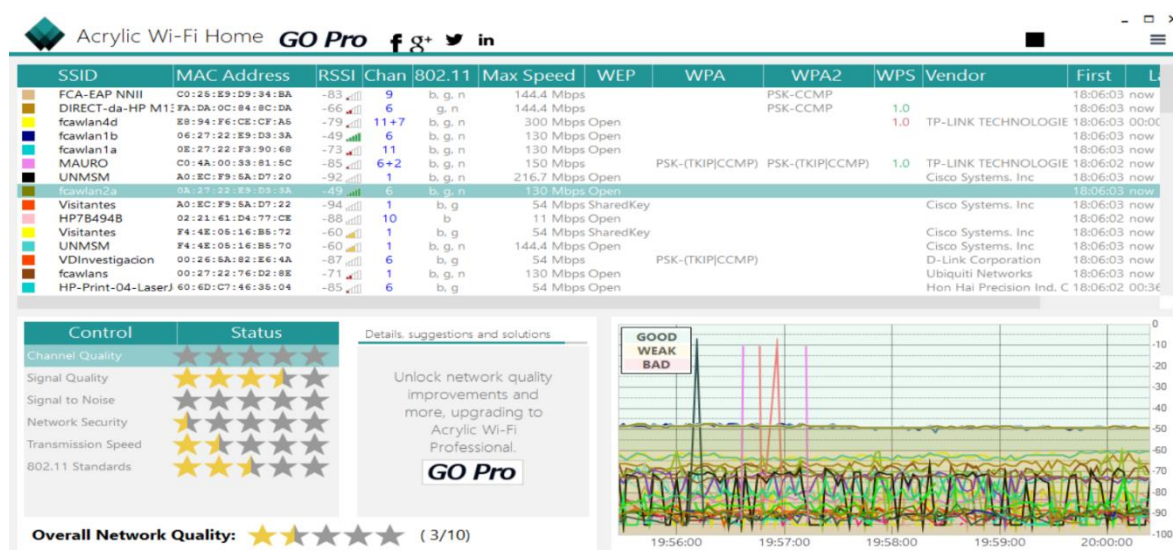 Acrylic Wi-Fi Home GO Pro f g+ in
SSID MAC Address RSSI Chan 802.11 Max Speed WEP WPA WPA2 WPS Vendor First La
FCA-EAP NNII C0:25:E9:D9:34:BA -83 9 b, g, n 144.4 Mbps PSK-CCMP 18:06:03 now
DIRECT-da-HP M13 FA:DA:0C:84:8C:DA -66 6 g, n 144.4 Mbps PSK-CCMP 1.0 18:06:03 now
fcawlan4d E8:94:F6:CE:CF:A5 -79 11+7 b, g, n 300 Mbps Open 1.0 TP-LINK TECHNOLOGIE 18:06:03 00:00
fcawlan1b 06:27:22:E9:D3:3A -49 6 b, g, n 130 Mbps Open 18:06:03 now
fcawlan1a 0E:27:22:F3:90:68 -73 11 b, g, n 130 Mbps Open 18:06:03 now
MAURO C0:4A:00:33:81:5C -85 6+2 b, g, n 150 Mbps PSK-(TKIP|CCMP) PSK-(TKIP|CCMP) 1.0 TP-LINK TECHNOLOGIE 18:06:02 now
UNMSM A0:EC:F9:5A:D7:20 -92 1 b, g, n 216.7 Mbps Open Cisco Systems, Inc 18:06:03 now
fcawlan2a 0A:27:22:E9:D3:3A -49 6 b, g, n 130 Mbps Open 18:06:03 now
Visitantes A0:EC:F9:5A:D7:22 -94 1 b, g 54 Mbps SharedKey Cisco Systems, Inc 18:06:03 now
HP7B494B 02:21:61:D4:77:CE -88 10 b 11 Mbps Open 18:06:02 now
Visitantes F4:4E:05:16:B5:72 -60 1 b, g 54 Mbps SharedKey Cisco Systems, Inc 18:06:03 now
UNMSM F4:4E:05:16:B5:70 -60 1 b, g, n 144.4 Mbps Open Cisco Systems, Inc 18:06:03 now
VDInvestigacion 00:26:5A:82:E6:4A -87 6 b, g 54 Mbps PSK-(TKIP|CCMP) D-Link Corporation 18:06:03 now
fcawlans 00:27:22:76:D2:8E -71 1 b, g, n 130 Mbps Open Ubiquiti Networks 18:06:03 now
HP-Print-04-LaserJ 60:6D:C7:46:35:04 -85 6 b, g 54 Mbps Open Hon Hai Precision Ind. C 18:06:02 00:36
Control Status
Channel Quality
Signal Quality
Signal to Noise
Network Security
Transmission Speed
802.11 Standards
Overall Network Quality: ( 3/10)
Details, suggestions and solutions
Unlock network quality
improvements and
more, upgrading to
Acrylic Wi-Fi
Professional.
GO Pro
GOOD
WEAK
BAD
0
-10
-20
-30
-40
-50
-60
-70
-80
-90
-100
19:56:00 19:57:00 19:58:00 19:59:00 20:00:00